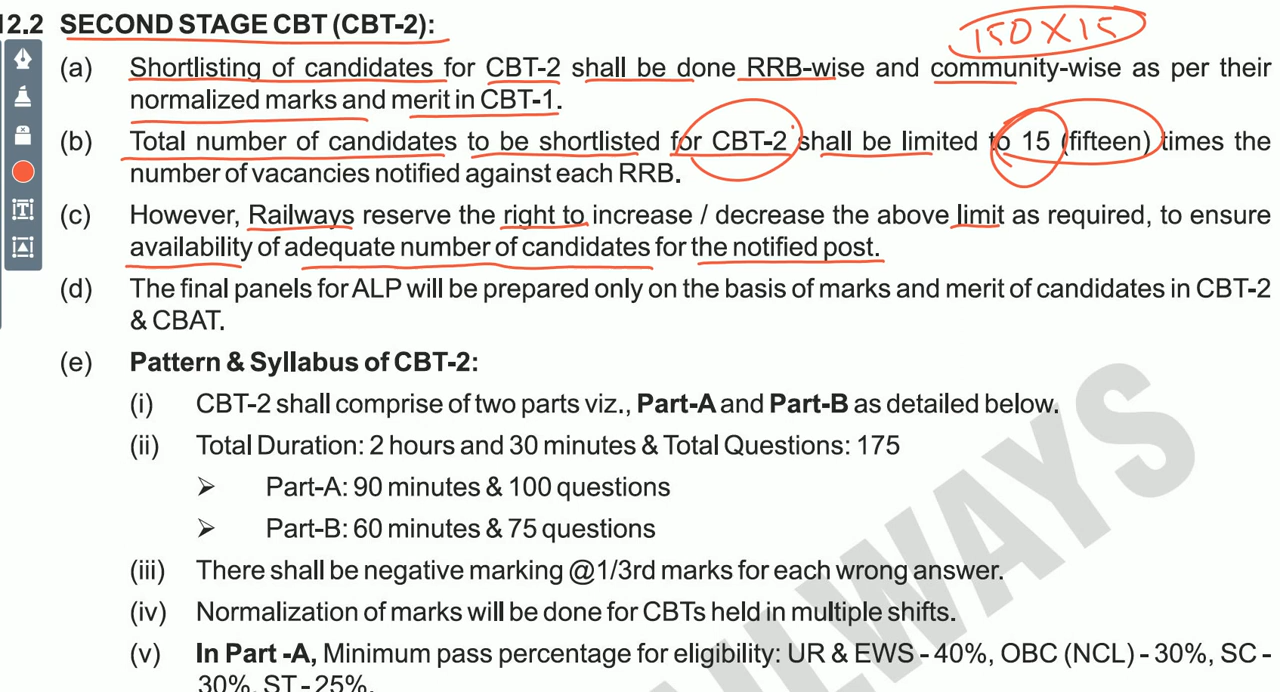 12.2 SECOND STAGE CBT (CBT-2):
150 X 15
(a) Shortlisting of candidates for CBT-2 shall be done RRB-wise and community-wise as per their
normalized marks and merit in CBT-1.
(b) Total number of candidates to be shortlisted for CBT-2 shall be limited to 15 (fifteen) times the
number of vacancies notified against each RRB.
(c) However, Railways reserve the right to increase / decrease the above limit as required, to ensure
availability of adequate number of candidates for the notified post.
(d) The final panels for ALP will be prepared only on the basis of marks and merit of candidates in CBT-2
& CBAT.
(e) Pattern & Syllabus of CBT-2:
(i) CBT-2 shall comprise of two parts viz., Part-A and Part-B as detailed below.
(ii) Total Duration: 2 hours and 30 minutes & Total Questions: 175
➢ Part-A: 90 minutes & 100 questions
➢ Part-B: 60 minutes & 75 questions
(iii) There shall be negative marking @1/3rd marks for each wrong answer.
(iv) Normalization of marks will be done for CBTs held in multiple shifts.
(v) In Part -A, Minimum pass percentage for eligibility: UR & EWS - 40%, OBC (NCL) - 30%, SC -
30%, ST - 25%.
ILWAYS